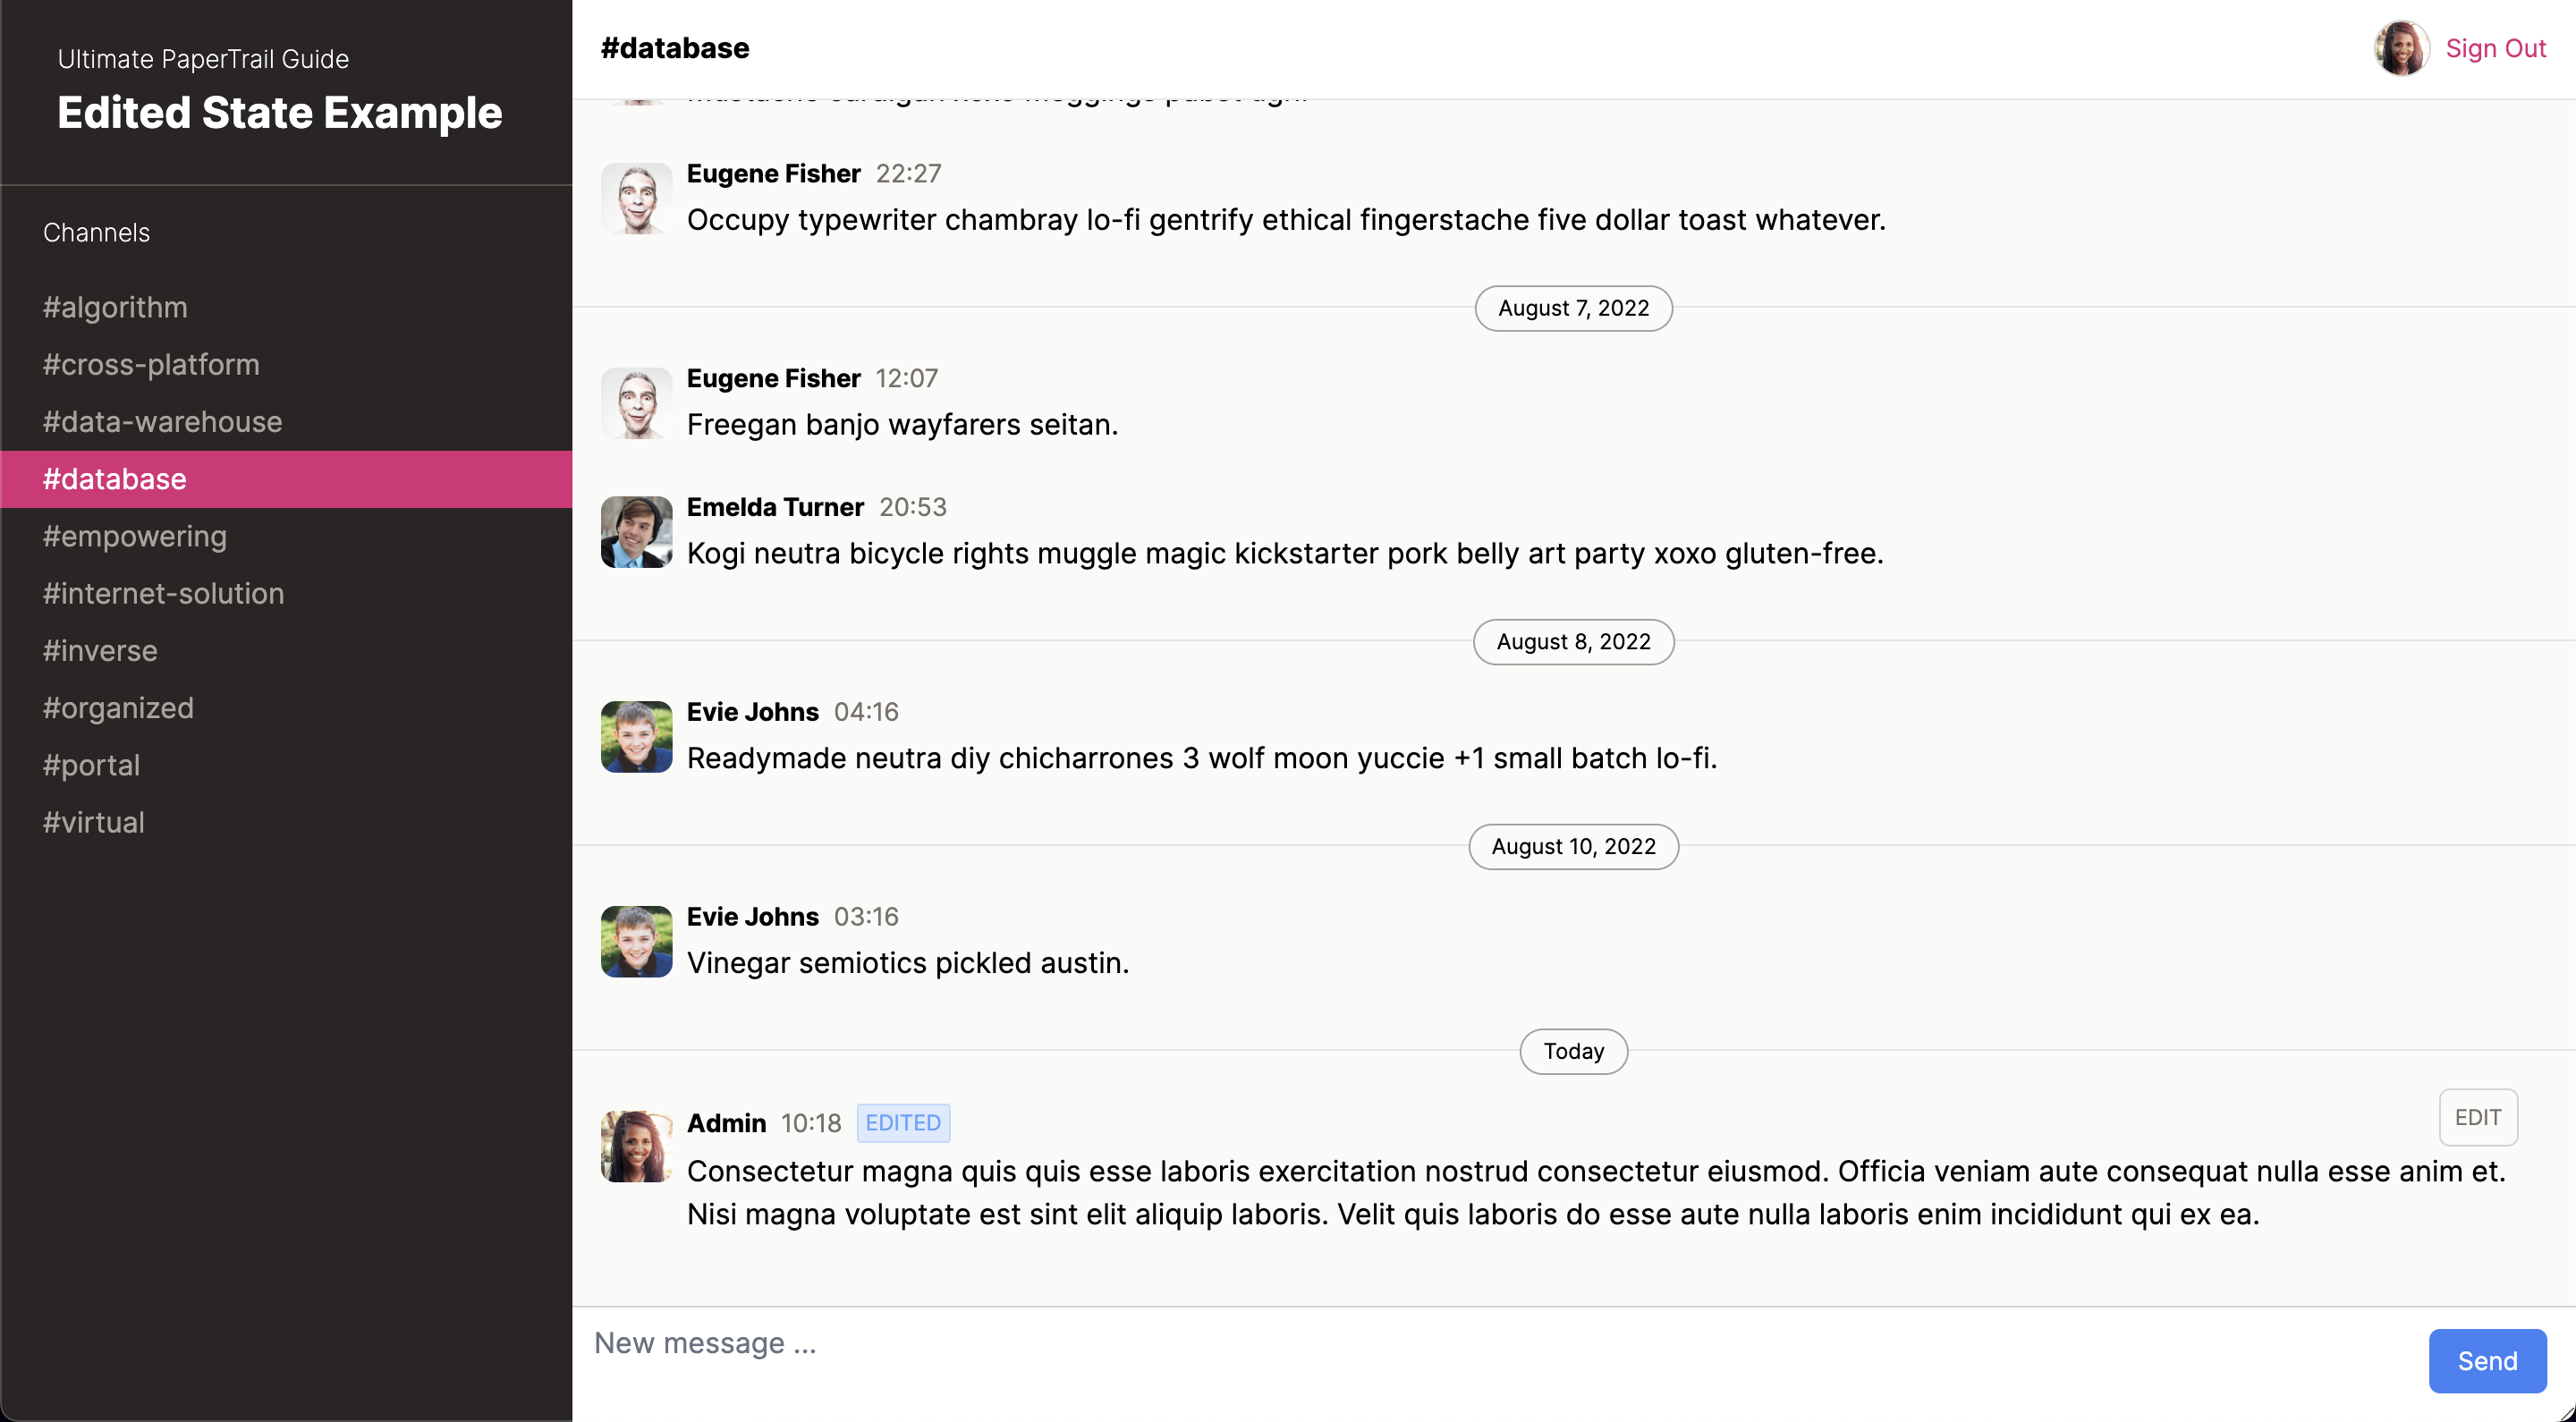 Ultimate PaperTrail Guide
Edited State Example
Channels
#algorithm
#cross-platform
#data-warehouse
#database
#empowering
#internet-solution
#inverse
#organized
#portal
#virtual
#database
Sign Out
Eugene Fisher 22:27
Occupy typewriter chambray lo-fi gentrify ethical fingerstache five dollar toast whatever.
August 7, 2022
Eugene Fisher 12:07
Freegan banjo wayfarers seitan.
Emelda Turner 20:53
Kogi neutra bicycle rights muggle magic kickstarter pork belly art party xoxo gluten-free.
August 8, 2022
Evie Johns 04:16
Readymade neutra diy chicharrones 3 wolf moon yuccie +1 small batch lo-fi.
August 10, 2022
Evie Johns 03:16
Vinegar semiotics pickled austin.
Today
Admin 10:18 EDITED
EDIT
Consectetur magna quis quis esse laboris exercitation nostrud consectetur eiusmod. Officia veniam aute consequat nulla esse anim et.
Nisi magna voluptate est sint elit aliquip laboris. Velit quis laboris do esse aute nulla laboris enim incididunt qui ex ea.
New message ...
Send